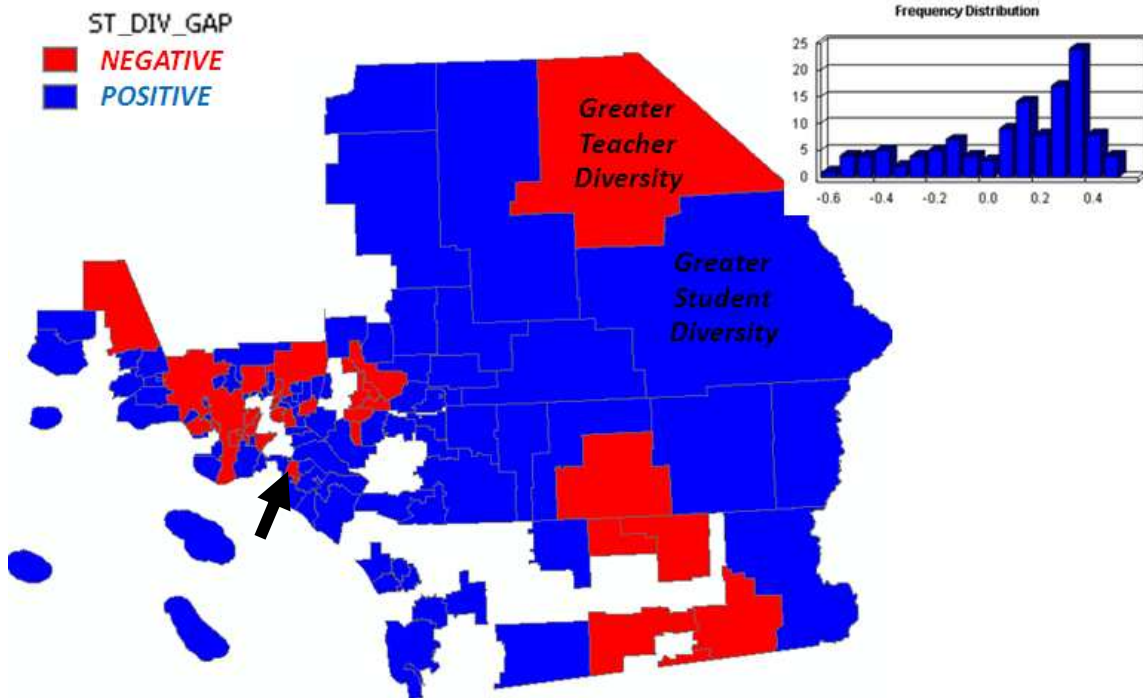 ST_DIV_GAP
NEGATIVE
POSITIVE
Greater
Teacher
Diversity
Greater
Student
Diversity
Frequency Distribution
25
20
15
10
5
0
-0.6
-0.4
-0.2
0.0
0.2
0.4